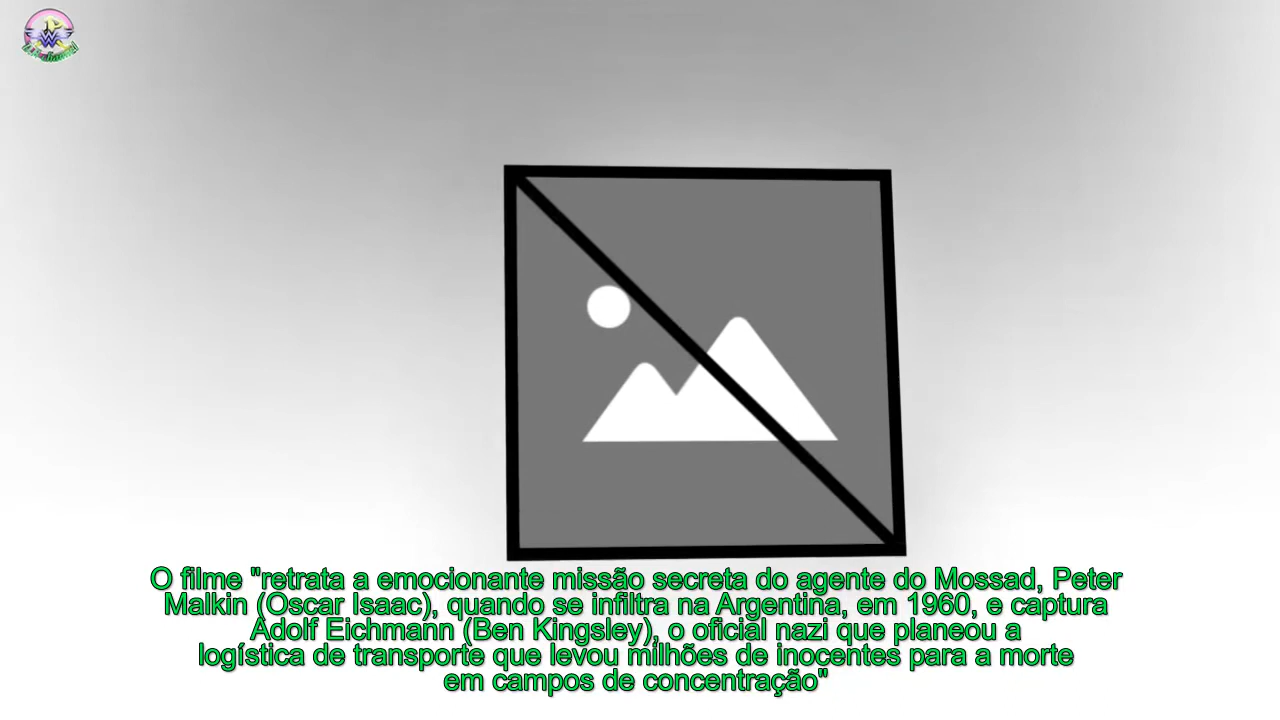 O filme "retrata a emocionante missão secreta do agente do Mossad, Peter
Malkin (Oscar Isaac), quando se infiltra na Argentina, em 1960, e captura
Adolf Eichmann (Ben Kingsley), o oficial nazi que planeou a
logística de transporte que levou milhões de inocentes para a morte
em campos de concentração"